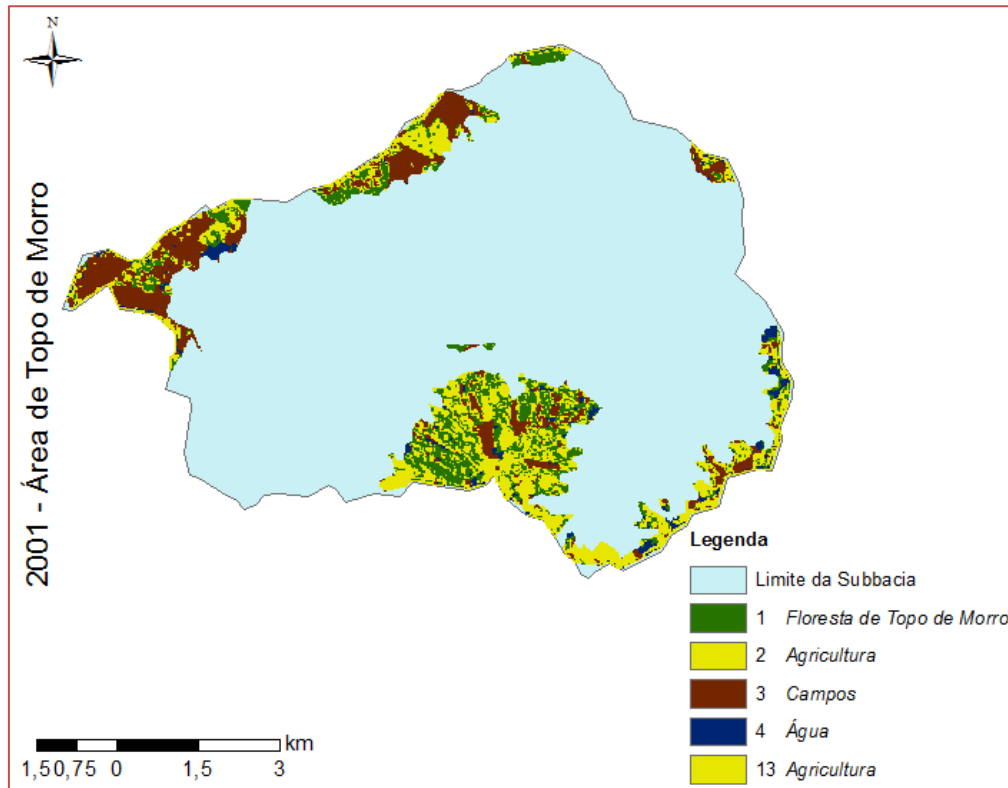 N
2001 - Área de Topo de Morro
Legenda
Limite da Subbacia
1 Floresta de Topo de Morro
2 Agricultura
3 Campos
4 Água
13 Agricultura
km
1,5 0,75 0 1,5 3